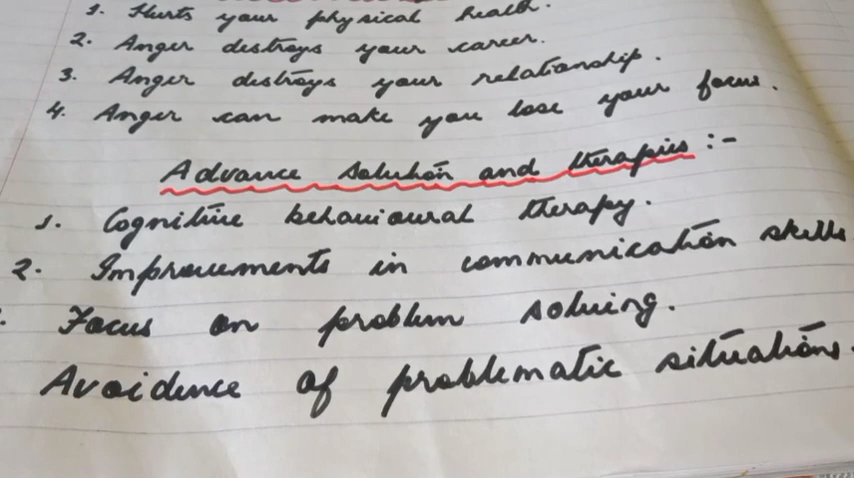 1. Hurts your physical health.
2. Anger destroys your career.
3. Anger destroys your relationship.
4. Anger can make you lose your focus.
Advance solution and therapies :-
1. Cognitive behavioural therapy.
2. Improvements in communication skills
Focus on problem solving.
Avoidence of problematic situations.